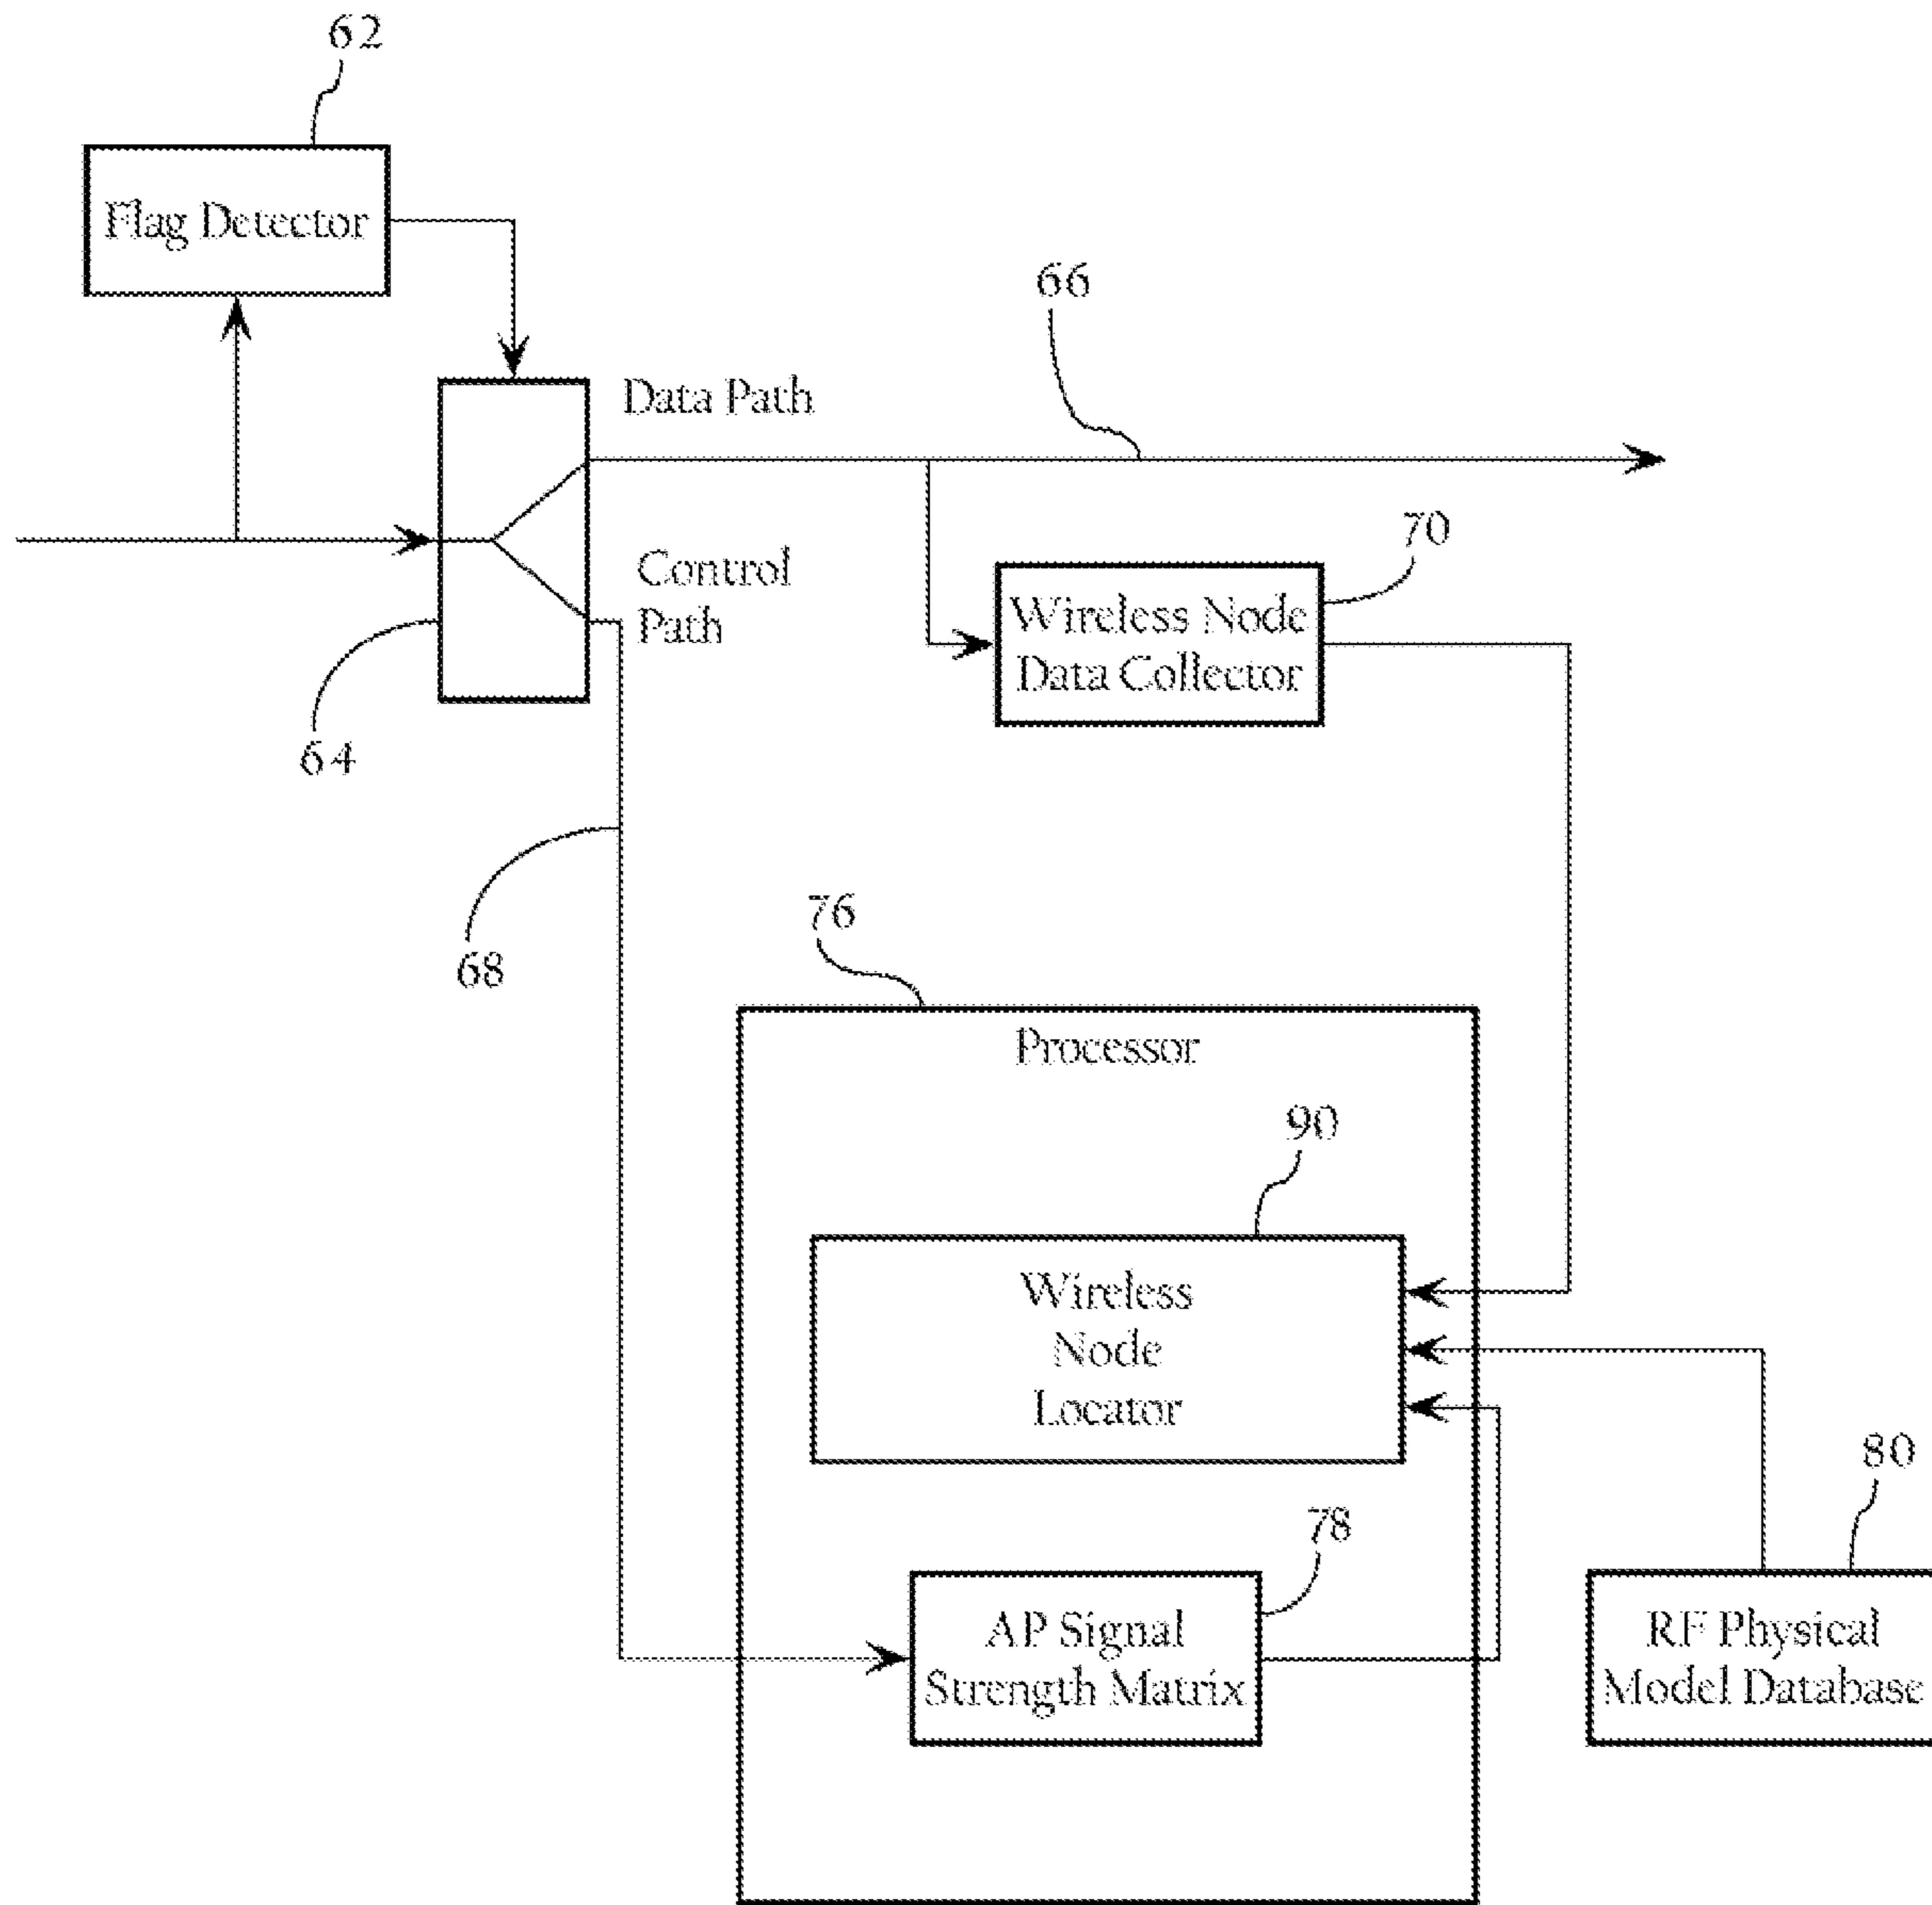 62
Flag Detector
66
Data Path
70
Control
Path
Wireless Node
Data Collector
64
76
68
Processor
90
Wireless
Node
Locator
80
78
AP Signal
Strength Matrix
RF Physical
Model Database